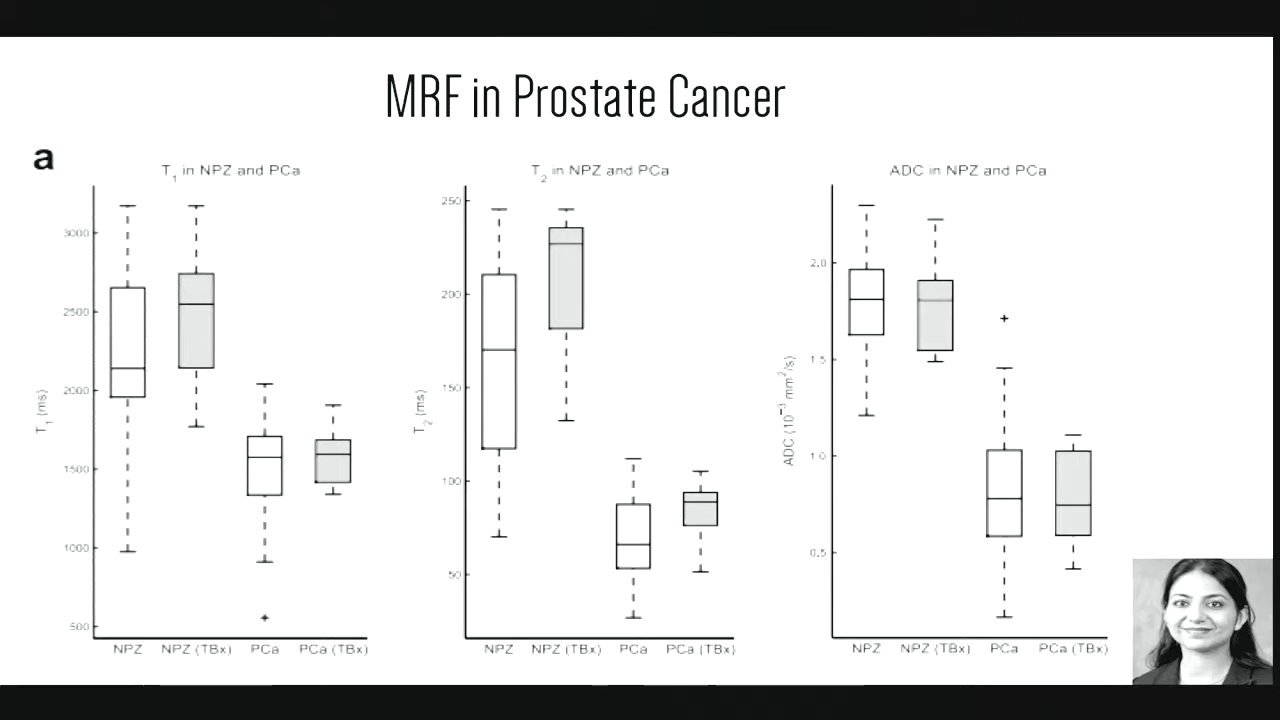 MRF in Prostate Cancer
a
T1 in NPZ and PCa
3000
2500
2000
1500
1000
500
T1 (ms)
NPZ
NPZ (TBx)
PCa
PCa (TBx)
T2 in NPZ and PCa
250
200
150
100
50
T2 (ms)
NPZ
NPZ (TBx)
PCa
PCa (TBx)
ADC in NPZ and PCa
2.0
1.5
1.0
0.5
ADC (10−3 mm2/s)
NPZ
NPZ (TBx)
PCa
PCa (TBx)